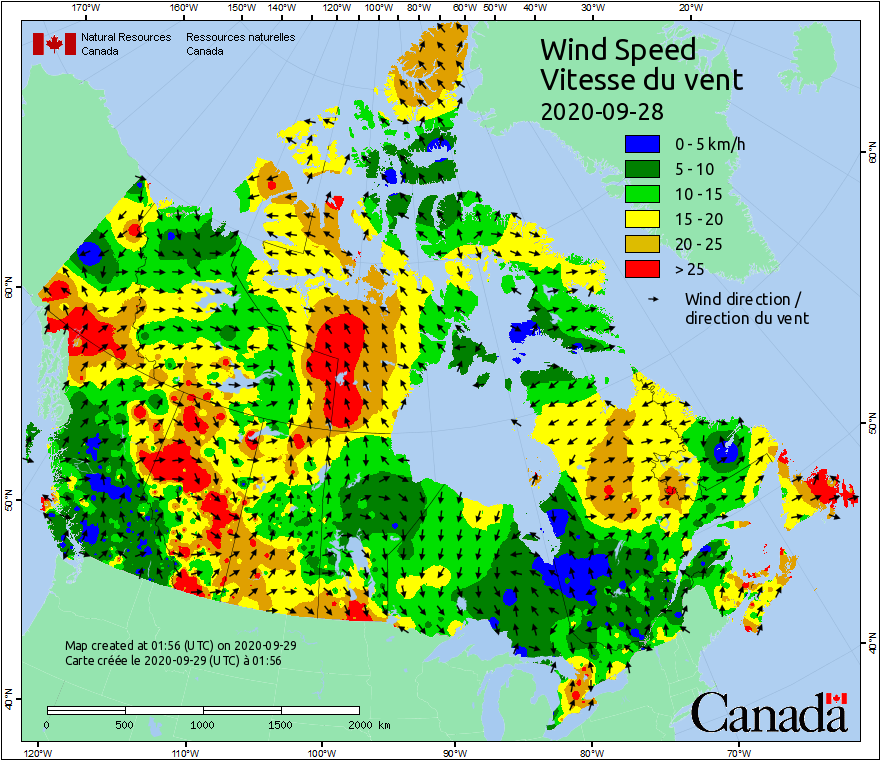 170°W 160°W 150°W 140°W 120°W 100°W 80°W 60°W 50°W 40°W 30°W 20°W
Natural Resources Canada
Ressources naturelles Canada
Wind Speed
Vitesse du vent
2020-09-28
0 - 5 km/h
5 - 10
10 - 15
15 - 20
20 - 25
> 25
Wind direction /
direction du vent
60°N
50°N
40°N
60°N
50°N
40°N
Map created at 01:56 (UTC) on 2020-09-29
Carte créée le 2020-09-29 (UTC) à 01:56
0 500 1000 1500 2000 km
Canada
120°W 110°W 100°W 90°W 80°W 70°W